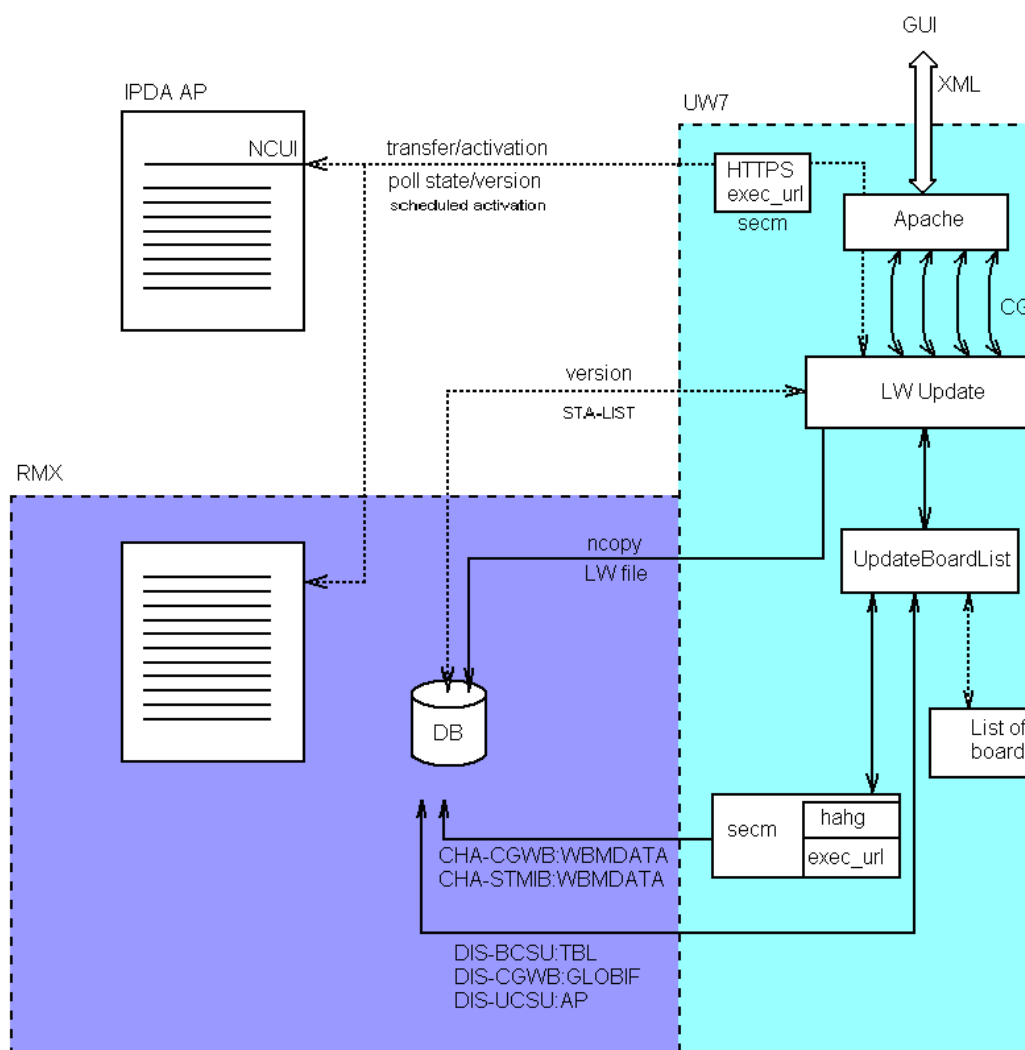 GUI
XML
IPDA AP
UW7
NCUI
transfer/activation
poll state/version
scheduled activation
HTTPS
exec_url
secm
Apache
CG
version
STA-LIST
LW Update
RMX
ncopy
LW file
UpdateBoardList
DB
List of
board
secm
hahg
exec_url
CHA-CGWB:WBMDATA
CHA-STMIB:WBMDATA
DIS-BCSU:TBL
DIS-CGWB:GLOBIF
DIS-UCSU:AP